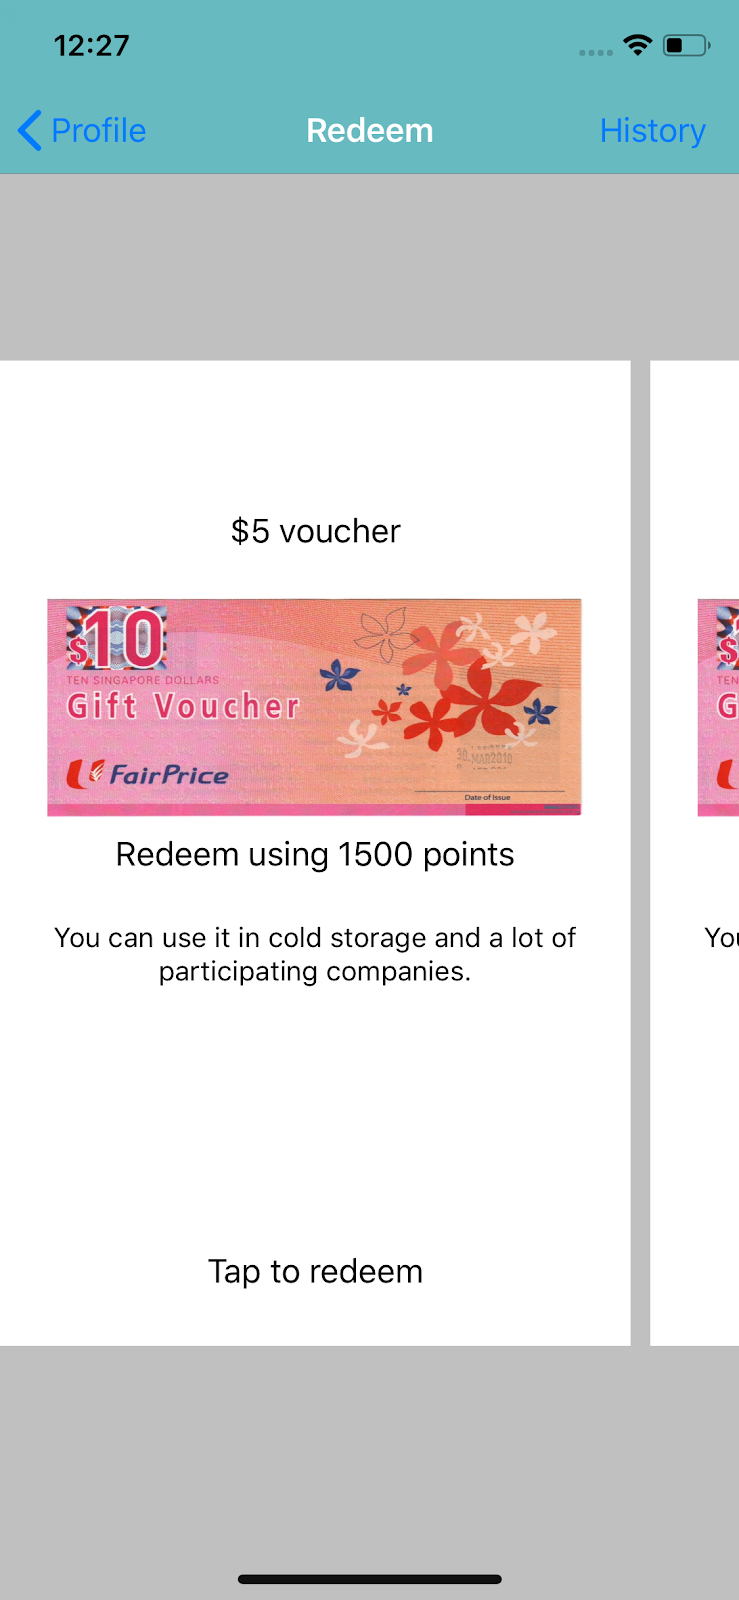 12:27
Profile
Redeem
History
$5 voucher
$10
TEN SINGAPORE DOLLARS
Gift Voucher
FairPrice
30. MAR2010
Date of Issue
Redeem using 1500 points
You can use it in cold storage and a lot of
participating companies.
Tap to redeem
$
TEN
G
You